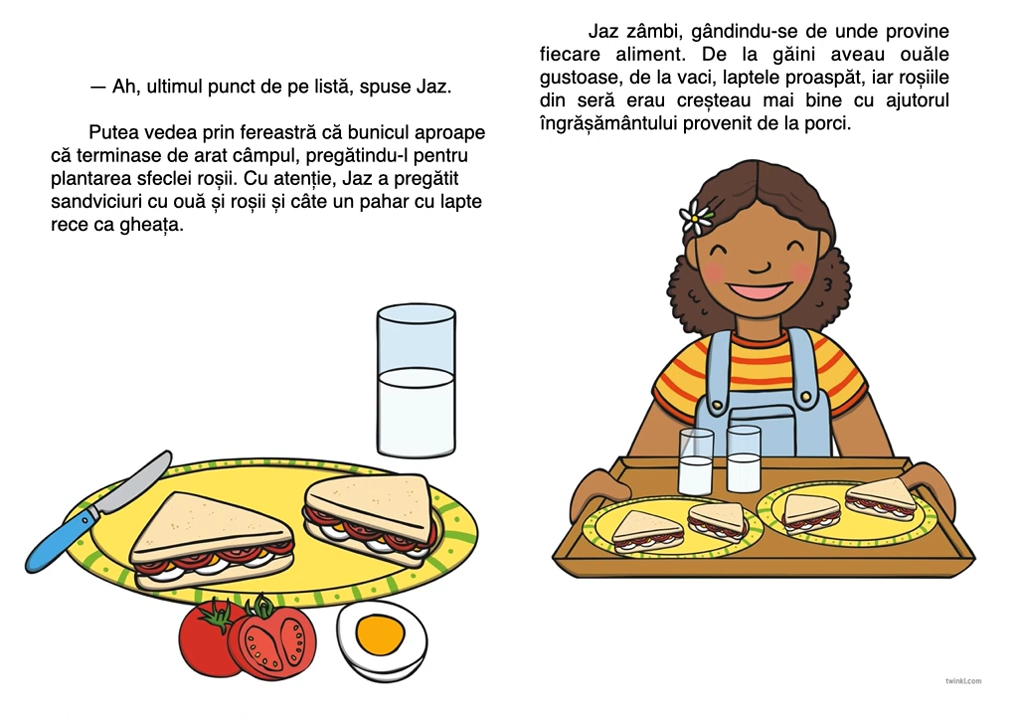 — Ah, ultimul punct de pe listă, spuse Jaz.
Putea vedea prin fereastră că bunicul aproape
că terminase de arat câmpul, pregătindu-l pentru
plantarea sfeclei roșii. Cu atenție, Jaz a pregătit
sandviciuri cu ouă și roșii și câte un pahar cu lapte
rece ca gheața.
Jaz zâmbi, gândindu-se de unde provine
fiecare aliment. De la găini aveau ouăle
gustoase, de la vaci, laptele proaspăt, iar roșiile
din seră erau creșteau mai bine cu ajutorul
îngrășământului provenit de la porci.
twinkl.com